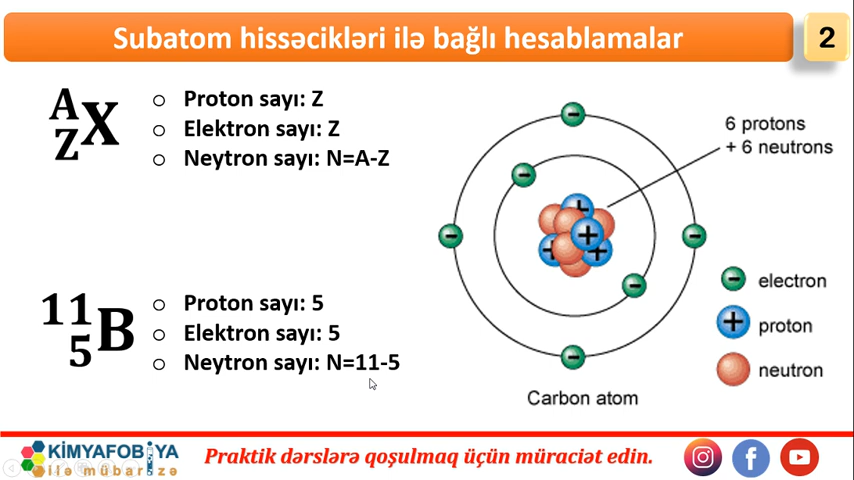 Subatom hissəcikləri ilə bağlı hesablamalar
2
A
Z
X
o Proton sayı: Z
o Elektron sayı: Z
o Neytron sayı: N=A-Z
6 protons
+ 6 neutrons
11
5
B
o Proton sayı: 5
o Elektron sayı: 5
o Neytron sayı: N=11-5
electron
proton
neutron
Carbon atom
KİMYAFOBİYA
ilə mübarizə
Praktik dərslərə qoşulmaq üçün müraciət edin.